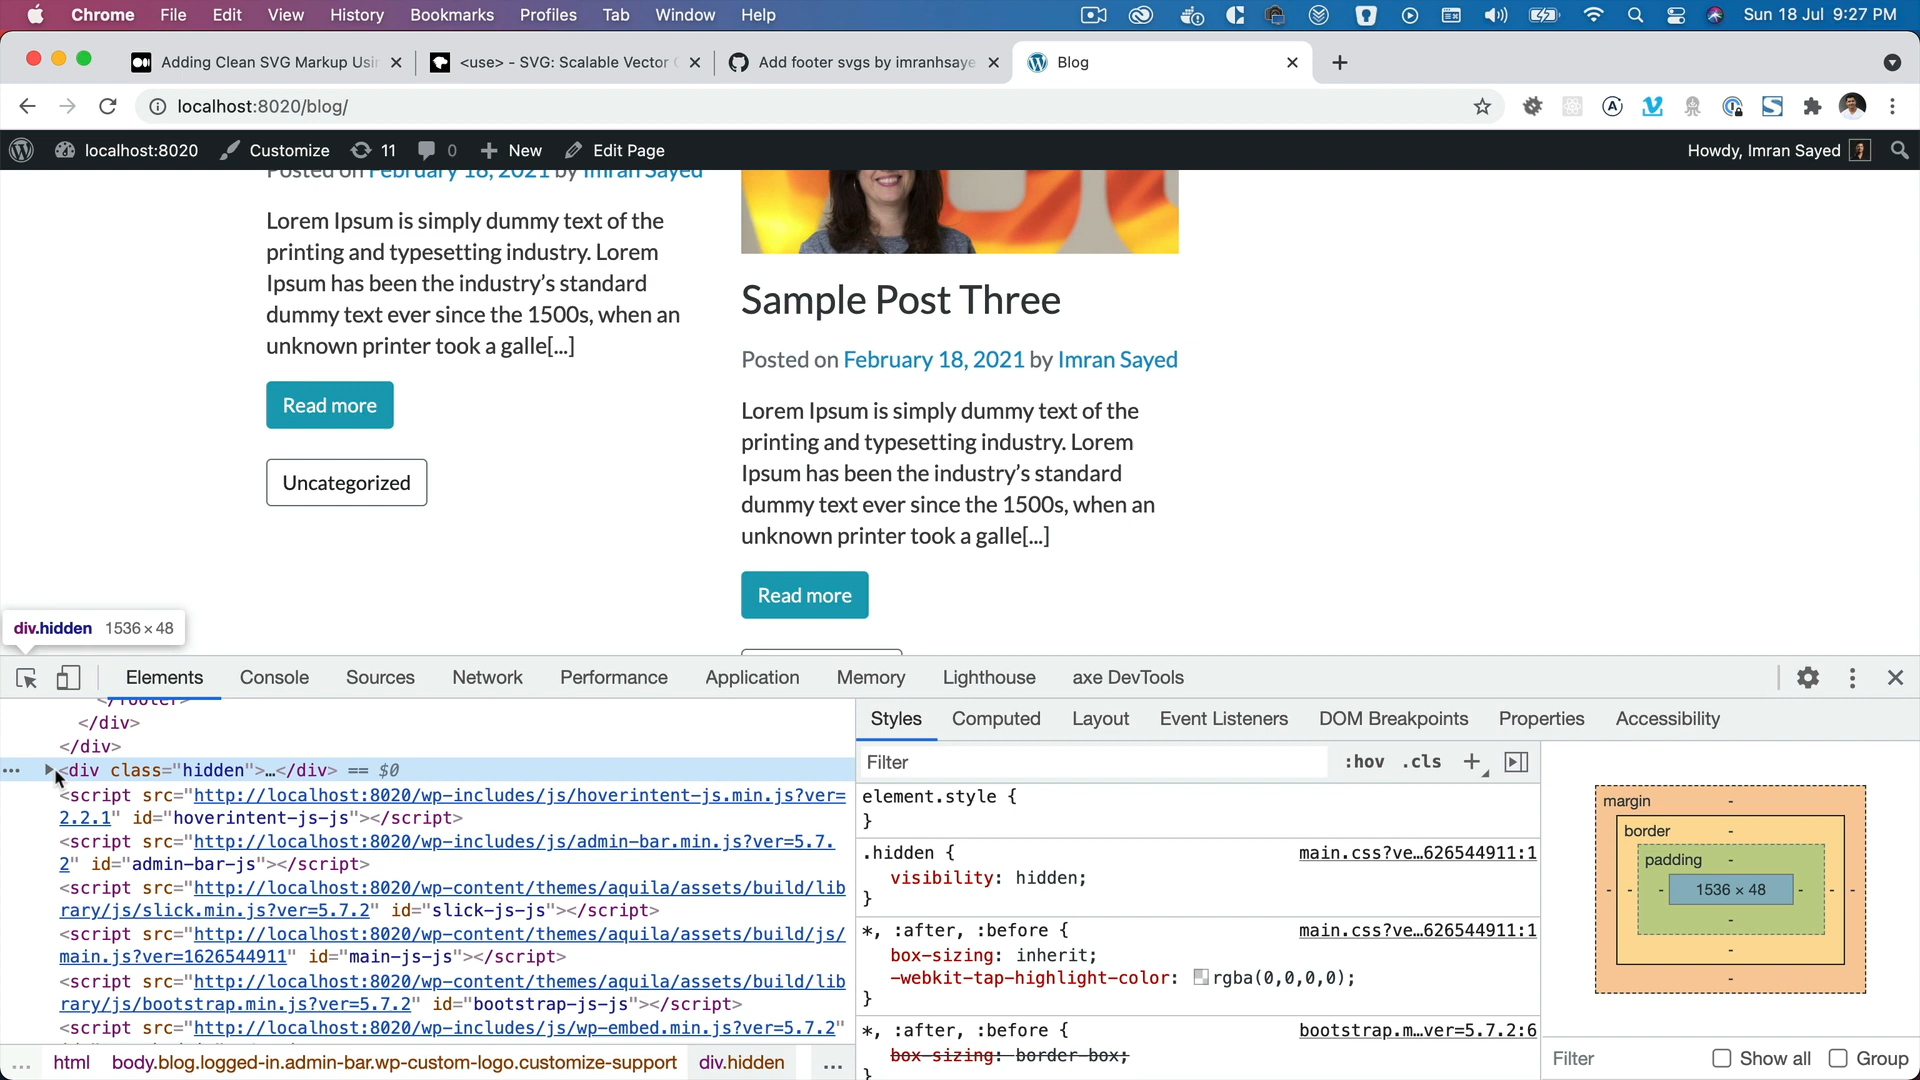 Chrome File Edit View History Bookmarks Profiles Tab Window Help Sun 18 Jul 9:27 PM
Adding Clean SVG Markup Usin <use> - SVG: Scalable Vector G Add footer svgs by imranhsaye Blog
localhost:8020/blog/
localhost:8020 Customize 11 0 New Edit Page Howdy, Imran Sayed
Posted on February 18, 2021 by Imran Sayed
Lorem Ipsum is simply dummy text of the
printing and typesetting industry. Lorem
Ipsum has been the industry’s standard
dummy text ever since the 1500s, when an
unknown printer took a galle[...]
Read more
Uncategorized
Sample Post Three
Posted on February 18, 2021 by Imran Sayed
Lorem Ipsum is simply dummy text of the
printing and typesetting industry. Lorem
Ipsum has been the industry’s standard
dummy text ever since the 1500s, when an
unknown printer took a galle[...]
Read more
div.hidden 1536 × 48
Elements Console Sources Network Performance Application Memory Lighthouse axe DevTools
</footer>
</div>
</div>
... <div class="hidden">…</div> == $0
<script src="http://localhost:8020/wp-includes/js/hoverintent-js.min.js?ver=
2.2.1" id="hoverintent-js-js"></script>
<script src="http://localhost:8020/wp-includes/js/admin-bar.min.js?ver=5.7.
2" id="admin-bar-js"></script>
<script src="http://localhost:8020/wp-content/themes/aquila/assets/build/lib
rary/js/slick.min.js?ver=5.7.2" id="slick-js-js"></script>
<script src="http://localhost:8020/wp-content/themes/aquila/assets/build/js/
main.js?ver=1626544911" id="main-js-js"></script>
<script src="http://localhost:8020/wp-content/themes/aquila/assets/build/lib
rary/js/bootstrap.min.js?ver=5.7.2" id="bootstrap-js-js"></script>
<script src="http://localhost:8020/wp-includes/js/wp-embed.min.js?ver=5.7.2"
... html body.blog.logged-in.admin-bar.wp-custom-logo.customize-support div.hidden ...
Styles Computed Layout Event Listeners DOM Breakpoints Properties Accessibility
Filter :hov .cls +
element.style {
}
.hidden { main.css?ve…626544911:1
visibility: hidden;
}
*, :after, :before { main.css?ve…626544911:1
box-sizing: inherit;
-webkit-tap-highlight-color: rgba(0,0,0,0);
}
*, :after, :before { bootstrap.m…ver=5.7.2:6
box-sizing: border-box;
}
margin -
border -
padding -
- - - 1536 × 48 - - -
-
-
-
Filter Show all Group